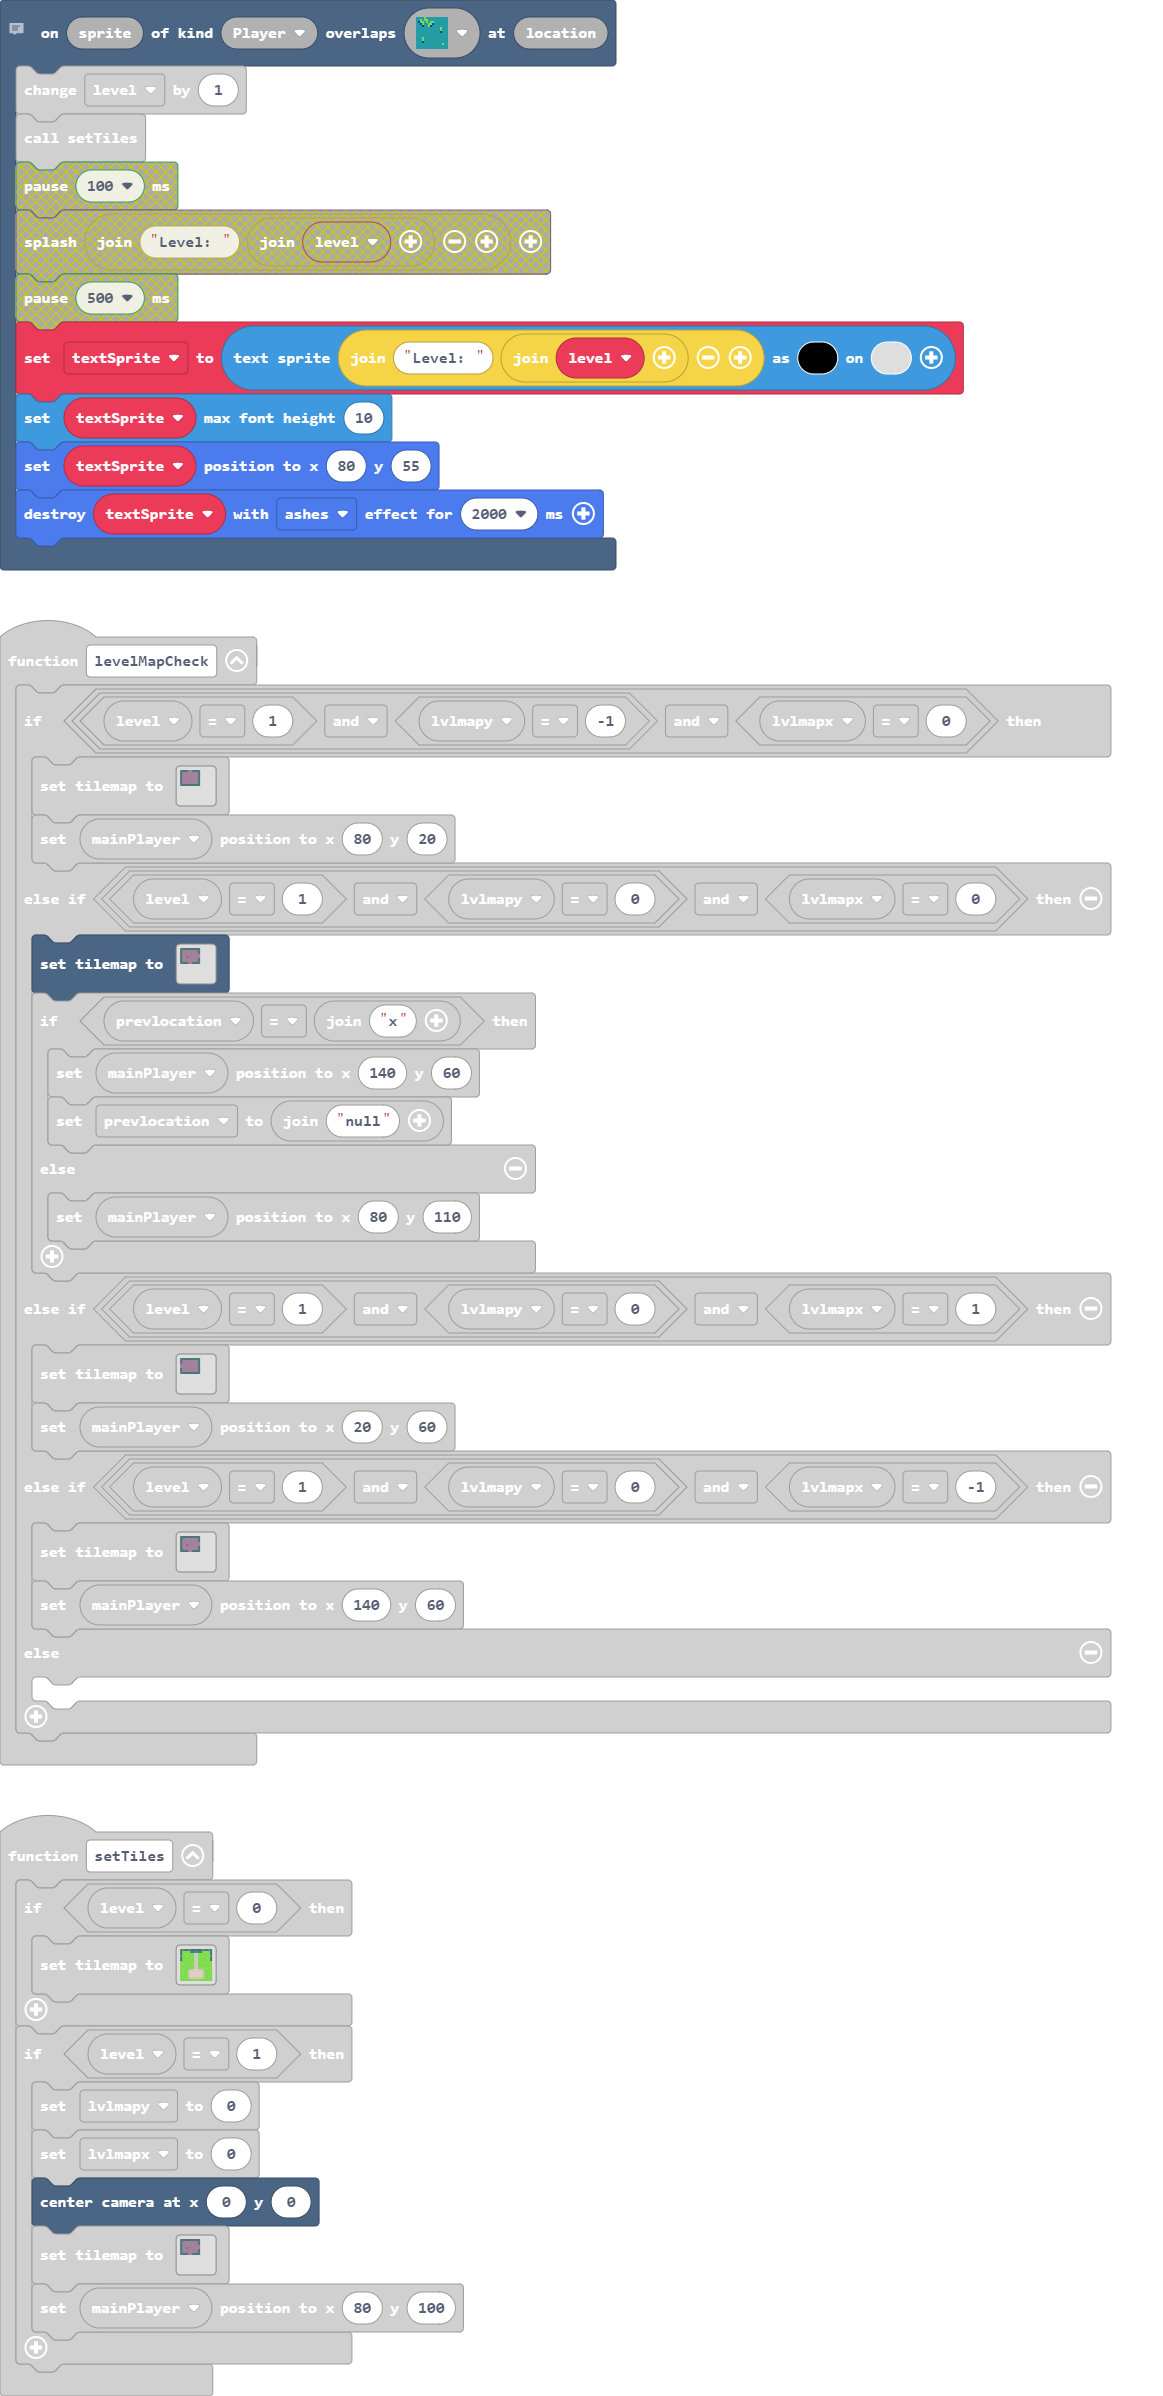 on sprite of kind Player overlaps at location
change level by 1
call setTiles
pause 100 ms
splash join "Level: " join level
pause 500 ms
set textSprite to text sprite join "Level: " join level as on
set textSprite max font height 10
set textSprite position to x 80 y 55
destroy textSprite with ashes effect for 2000 ms
function levelMapCheck
if level = 1 and lvlmapy = -1 and lvlmapx = 0 then
set tilemap to
set mainPlayer position to x 80 y 20
else if level = 1 and lvlmapy = 0 and lvlmapx = 0 then
set tilemap to
if prevlocation = join "x" then
set mainPlayer position to x 140 y 60
set prevlocation to join "null"
else
set mainPlayer position to x 80 y 110
else if level = 1 and lvlmapy = 0 and lvlmapx = 1 then
set tilemap to
set mainPlayer position to x 20 y 60
else if level = 1 and lvlmapy = 0 and lvlmapx = -1 then
set tilemap to
set mainPlayer position to x 140 y 60
else
function setTiles
if level = 0 then
set tilemap to
if level = 1 then
set lvlmapy to 0
set lvlmapx to 0
center camera at x 0 y 0
set tilemap to
set mainPlayer position to x 80 y 100